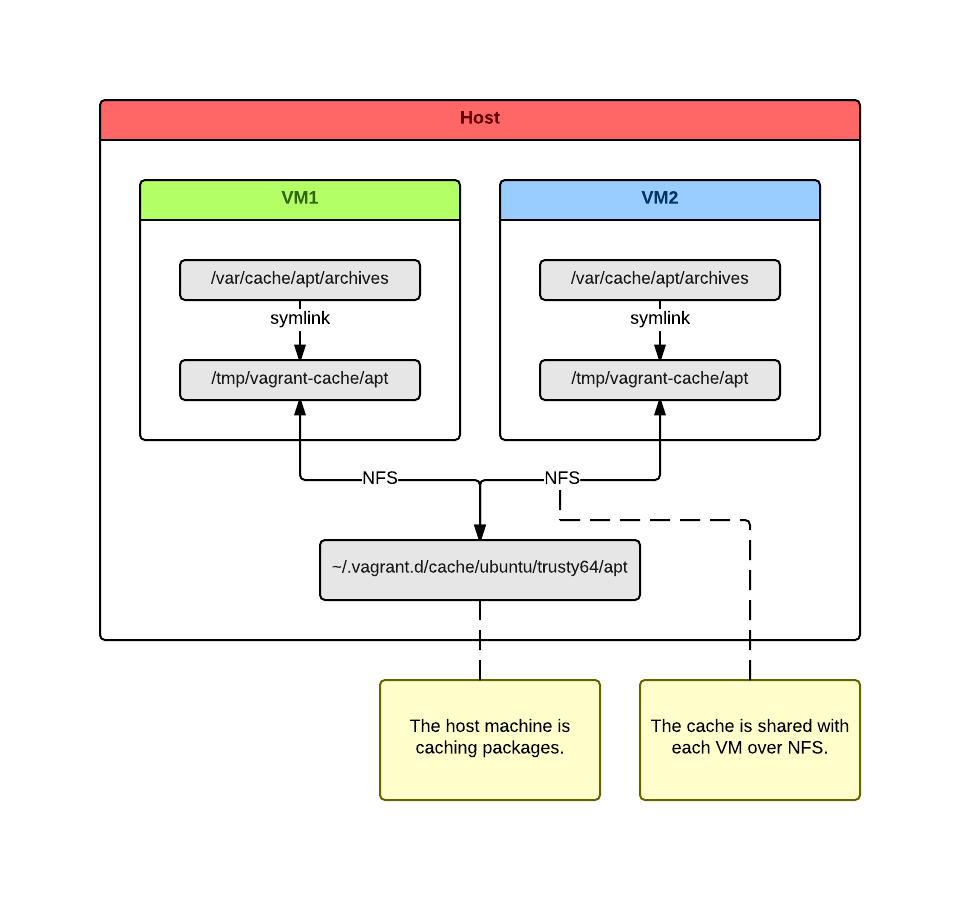 Host
VM1
VM2
/var/cache/apt/archives
/var/cache/apt/archives
symlink
symlink
/tmp/vagrant-cache/apt
/tmp/vagrant-cache/apt
NFS
NFS
~/.vagrant.d/cache/ubuntu/trusty64/apt
The host machine is
caching packages.
The cache is shared with
each VM over NFS.